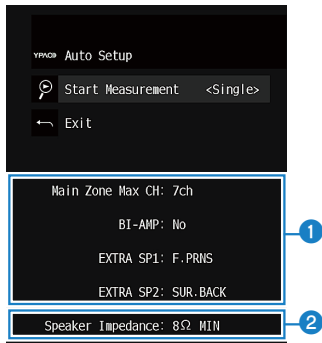 YPAO Auto Setup
Start Measurement <Single>
Exit
Main Zone Max CH: 7ch
BI-AMP: No
EXTRA SP1: F.PRNS
EXTRA SP2: SUR.BACK
1
Speaker Impedance: 8Ω MIN
2